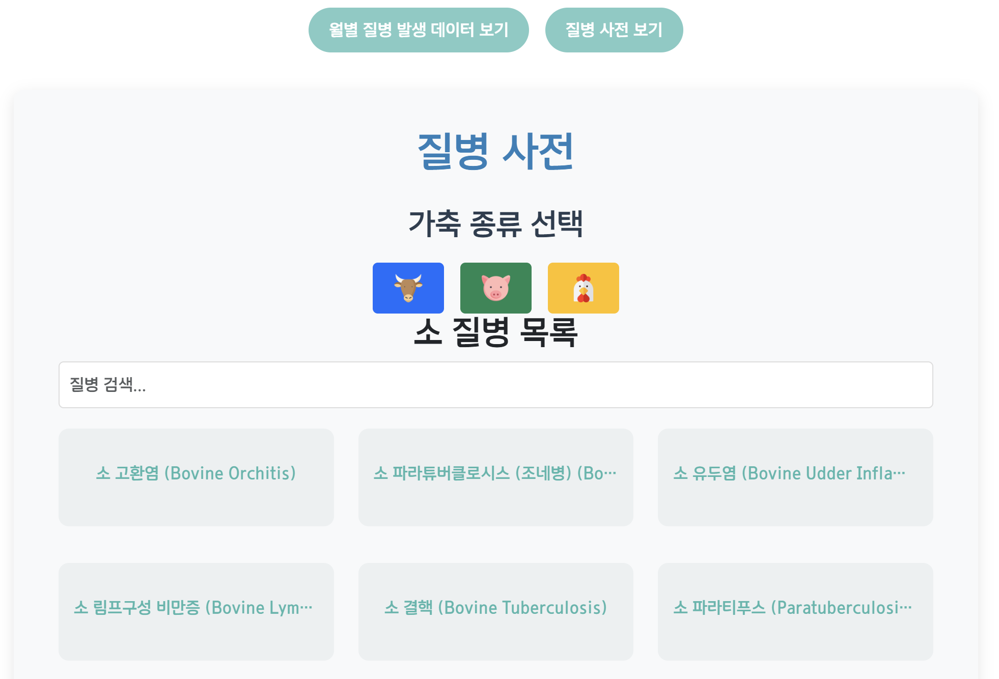 월별 질병 발생 데이터 보기
질병 사전 보기
질병 사전
가축 종류 선택
소 질병 목록
질병 검색...
소 고환염 (Bovine Orchitis)
소 파라튜버클로시스 (조네병) (Bo…
소 유두염 (Bovine Udder Infla…
소 림프구성 비만증 (Bovine Lym…
소 결핵 (Bovine Tuberculosis)
소 파라티푸스 (Paratuberculosi…